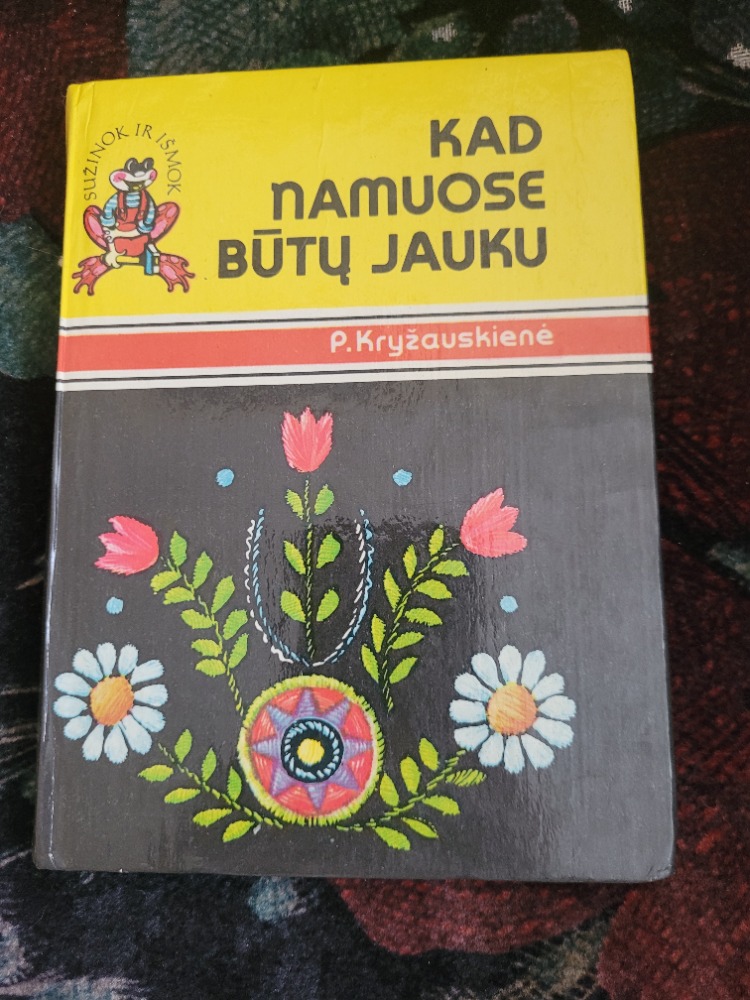 SUŽINOK IR IŠMOK
KAD
NAMUOSE
BŪTŲ JAUKU
P.Kryžauskienė